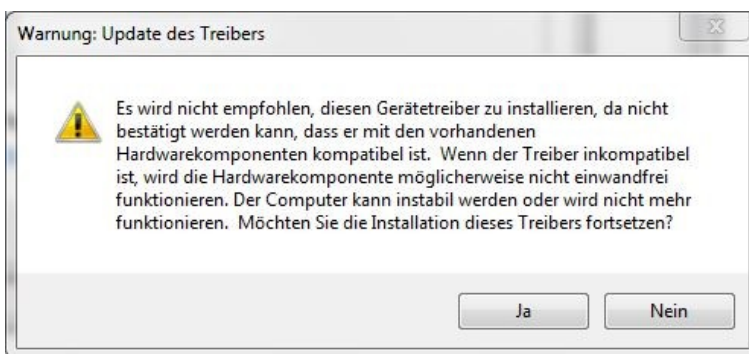 Warnung: Update des Treibers
Es wird nicht empfohlen, diesen Gerätetreiber zu installieren, da nicht
bestätigt werden kann, dass er mit den vorhandenen
Hardwarekomponenten kompatibel ist.  Wenn der Treiber inkompatibel
ist, wird die Hardwarekomponente möglicherweise nicht einwandfrei
funktionieren. Der Computer kann instabil werden oder wird nicht mehr
funktionieren.  Möchten Sie die Installation dieses Treibers fortsetzen?
Ja
Nein